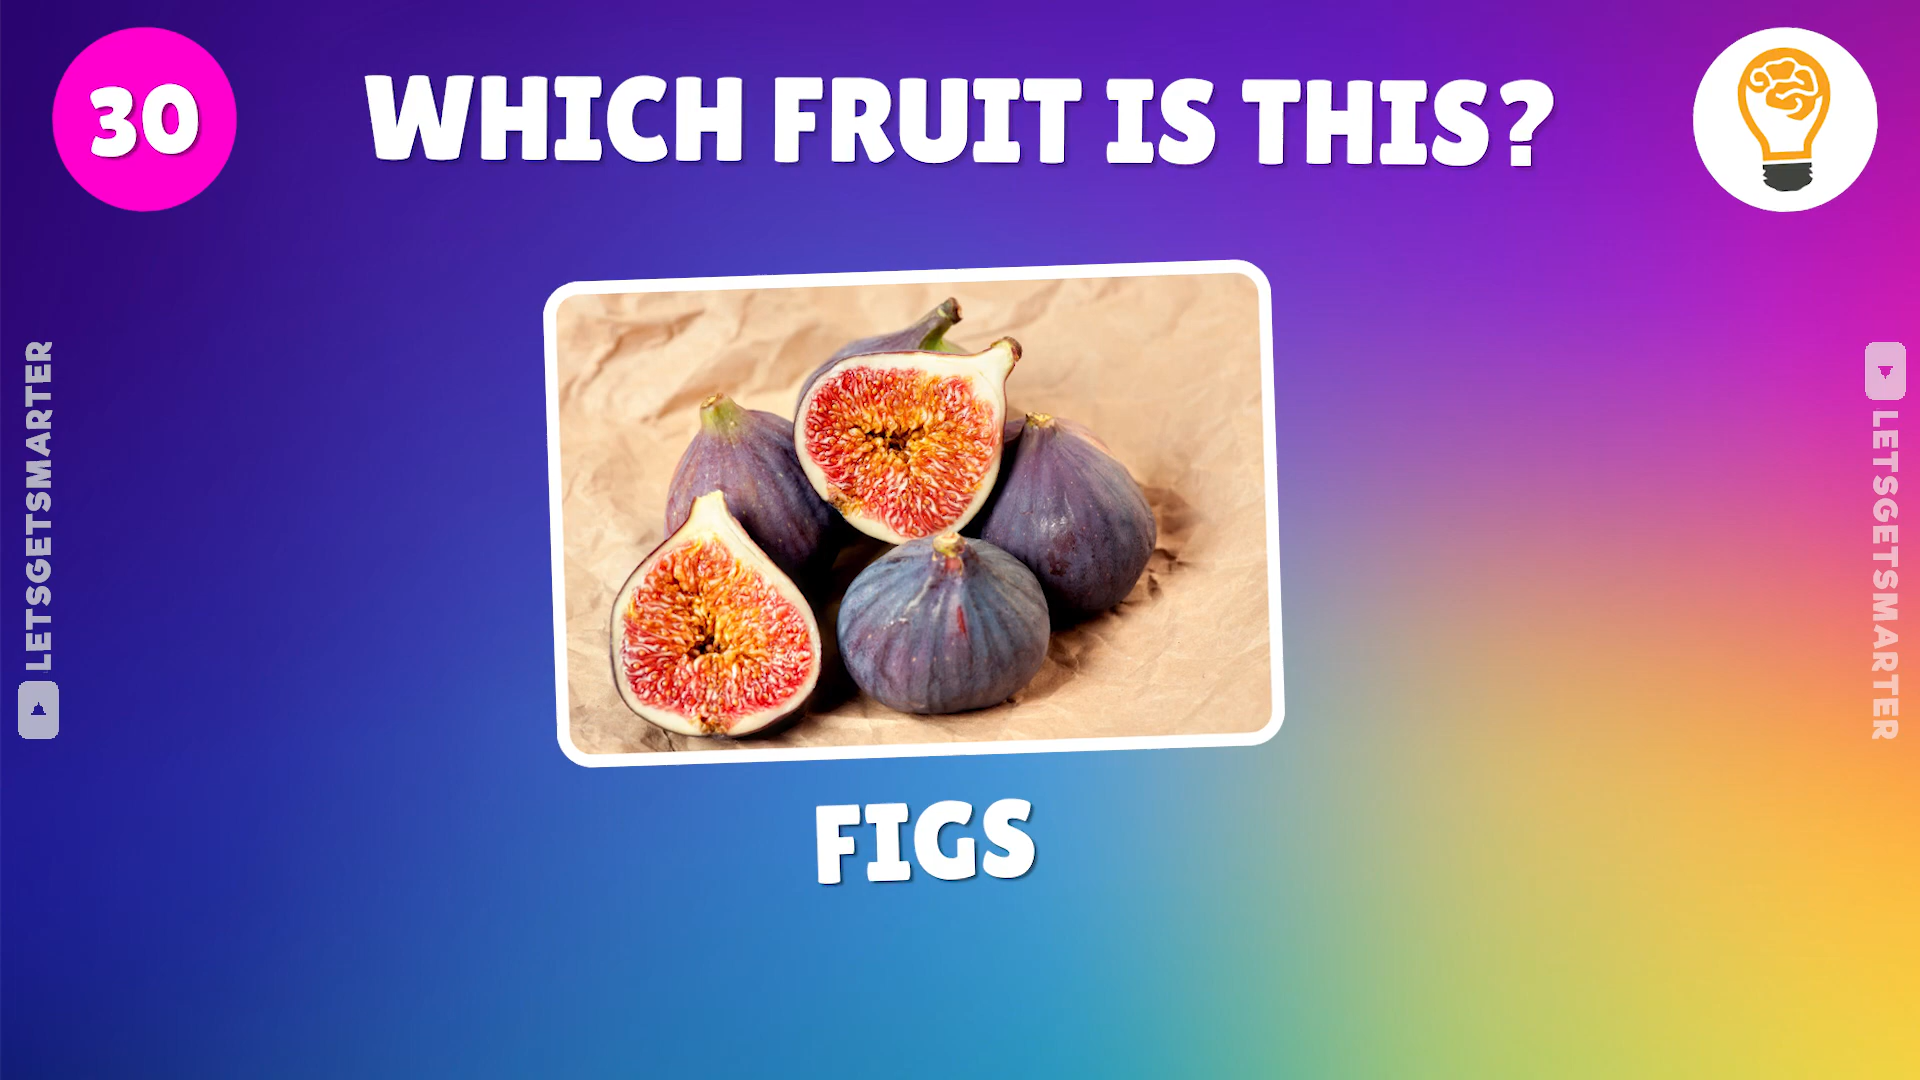 30
WHICH FRUIT IS THIS?
LETSGETSMARTER
LETSGETSMARTER
FIGS